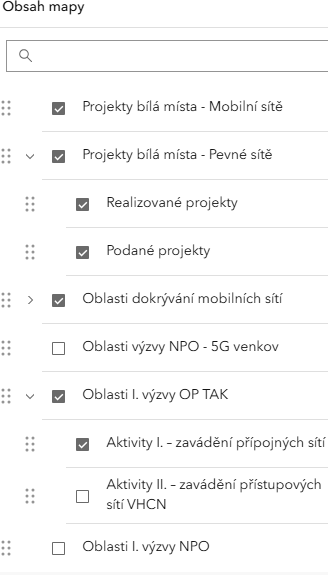 Obsah mapy
Projekty bílá místa - Mobilní sítě
Projekty bílá místa - Pevné sítě
Realizované projekty
Podané projekty
Oblasti dokrývání mobilních sítí
Oblasti výzvy NPO - 5G venkov
Oblasti I. výzvy OP TAK
Aktivity I. – zavádění přípojných sítí
Aktivity II. – zavádění přístupových
sítí VHCN
Oblasti I. výzvy NPO